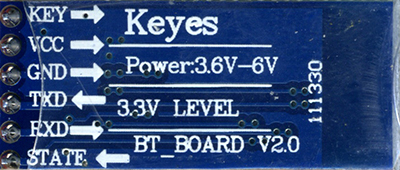 KEY
VCC
GND
TXD
RXD
STATE
Keyes
Power:3.6V-6V
3.3V LEVEL
BT_BOARD V2.0
111330